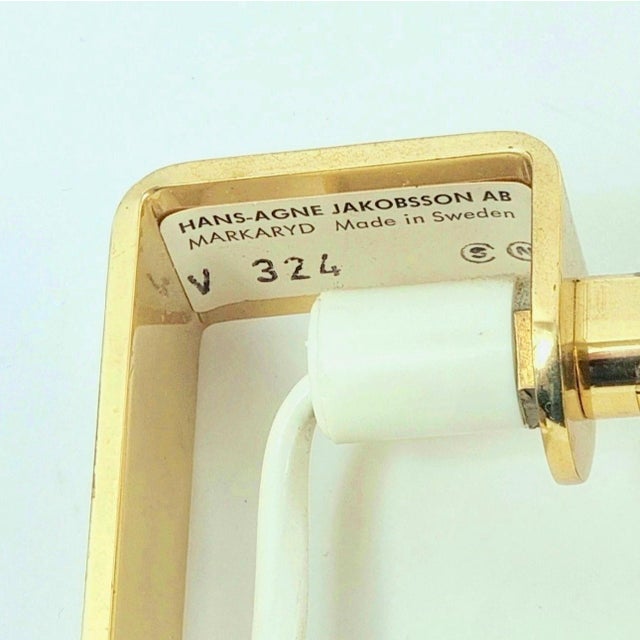 HANS-AGNE JAKOBSSON AB
MARKARYD Made in Sweden
V 324
S N